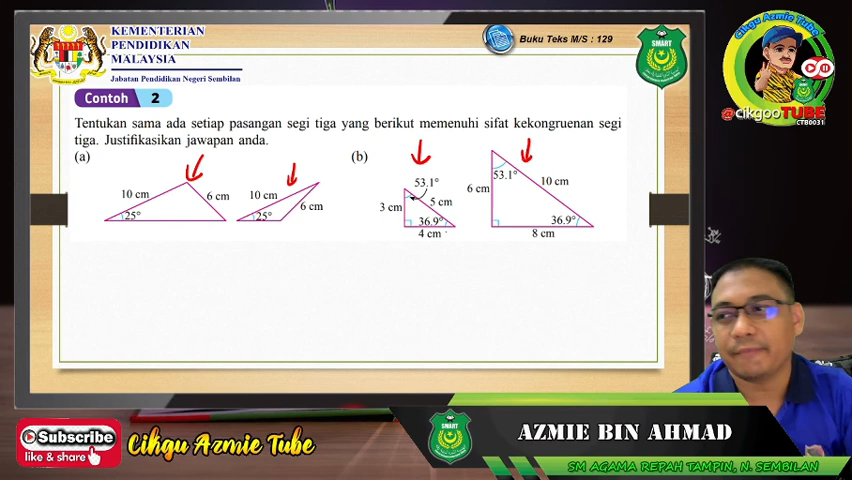 KEMENTERIAN
PENDIDIKAN
MALAYSIA
Jabatan Pendidikan Negeri Sembilan
Buku Teks M/S : 129
SMART
Cikgu Azmie Tube
@cikgooTUBE
CTB0031
Contoh 2
Tentukan sama ada setiap pasangan segi tiga yang berikut memenuhi sifat kekongruenan segi
tiga. Justifikasikan jawapan anda.
(a)
10 cm
6 cm
25°
10 cm
6 cm
25°
(b)
53.1°
3 cm
5 cm
36.9°
4 cm
53.1°
6 cm
10 cm
36.9°
8 cm
Subscribe
like & share
Cikgu Azmie Tube
SMART
AZMIE BIN AHMAD
SM AGAMA REPAH TAMPIN, N. SEMBILAN